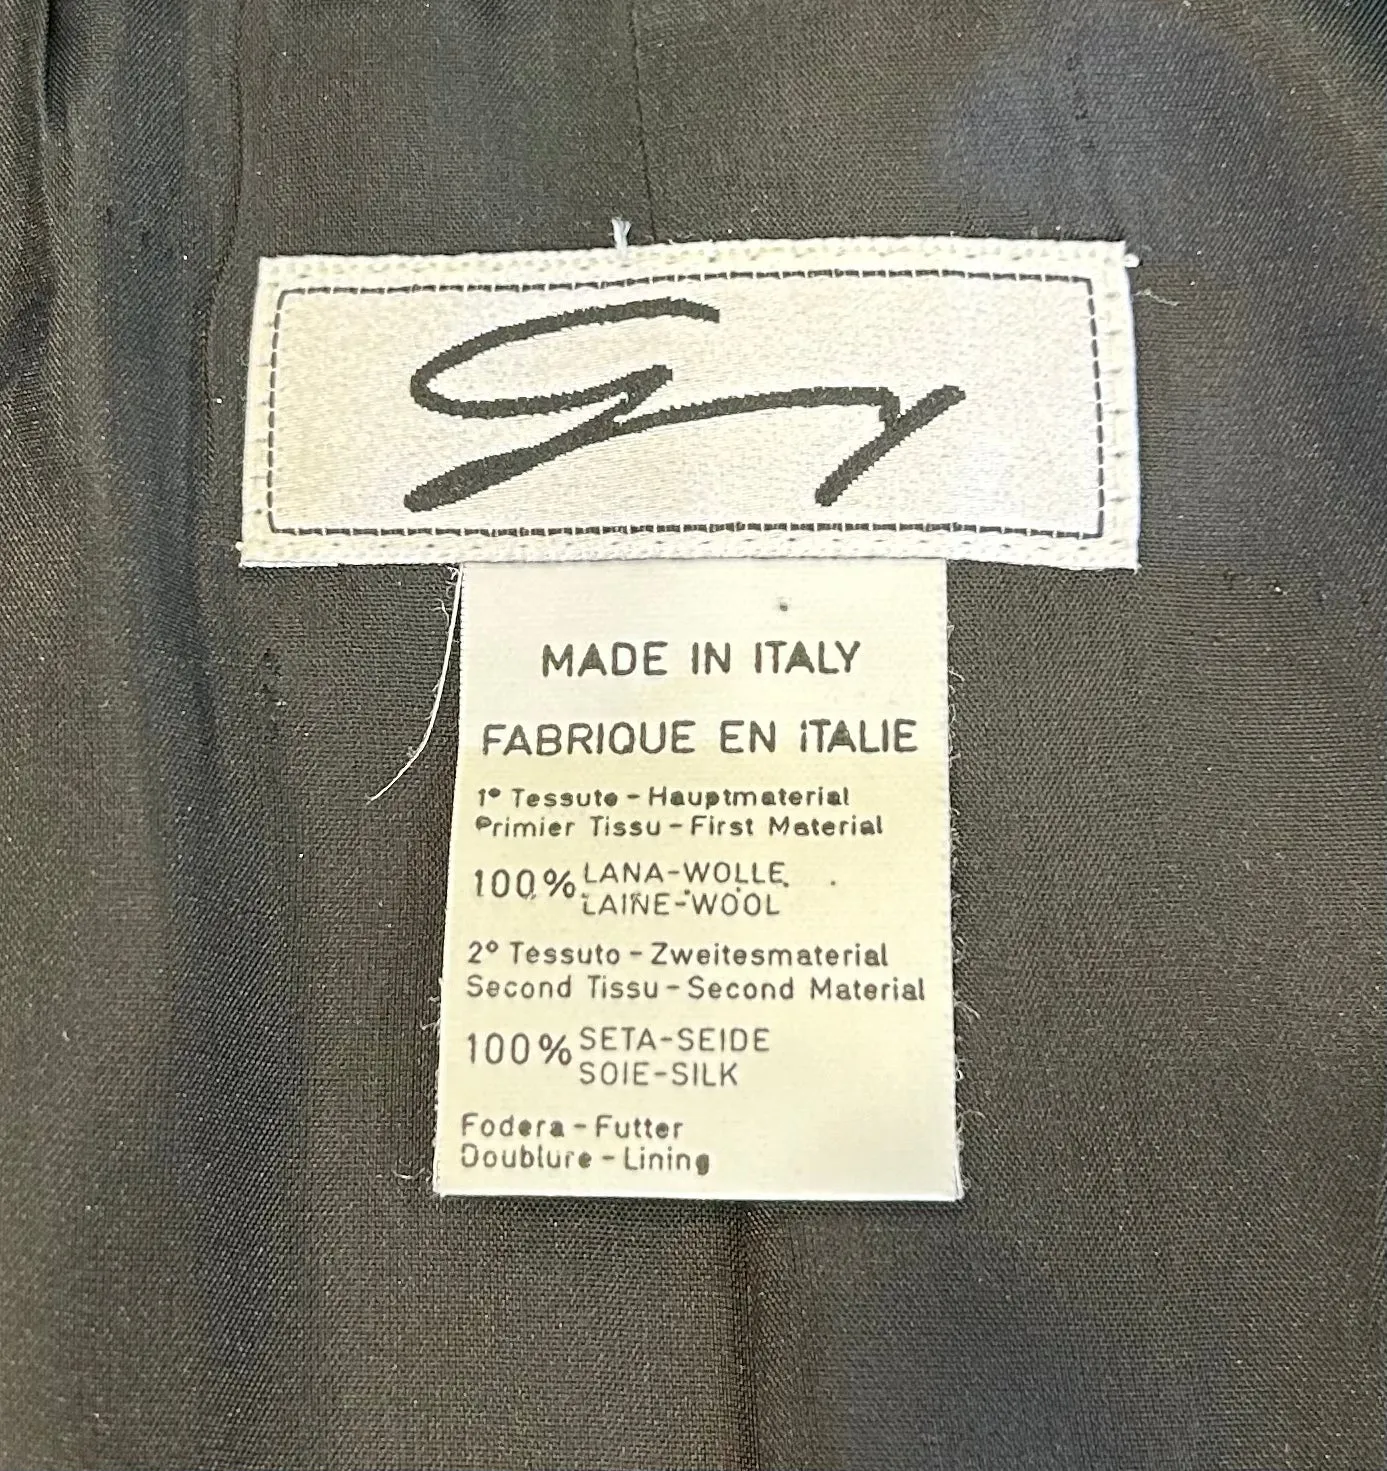 MADE IN ITALY
FABRIQUE EN iTALIE
1° Tessuto - Hauptmaterial
Primier Tissu - First Material
100% LANA-WOLLE
LAINE-WOOL
2° Tessuto - Zweitesmaterial
Second Tissu - Second Material
100% SETA-SEIDE
SOIE-SILK
Fodera - Futter
Doublure - Lining